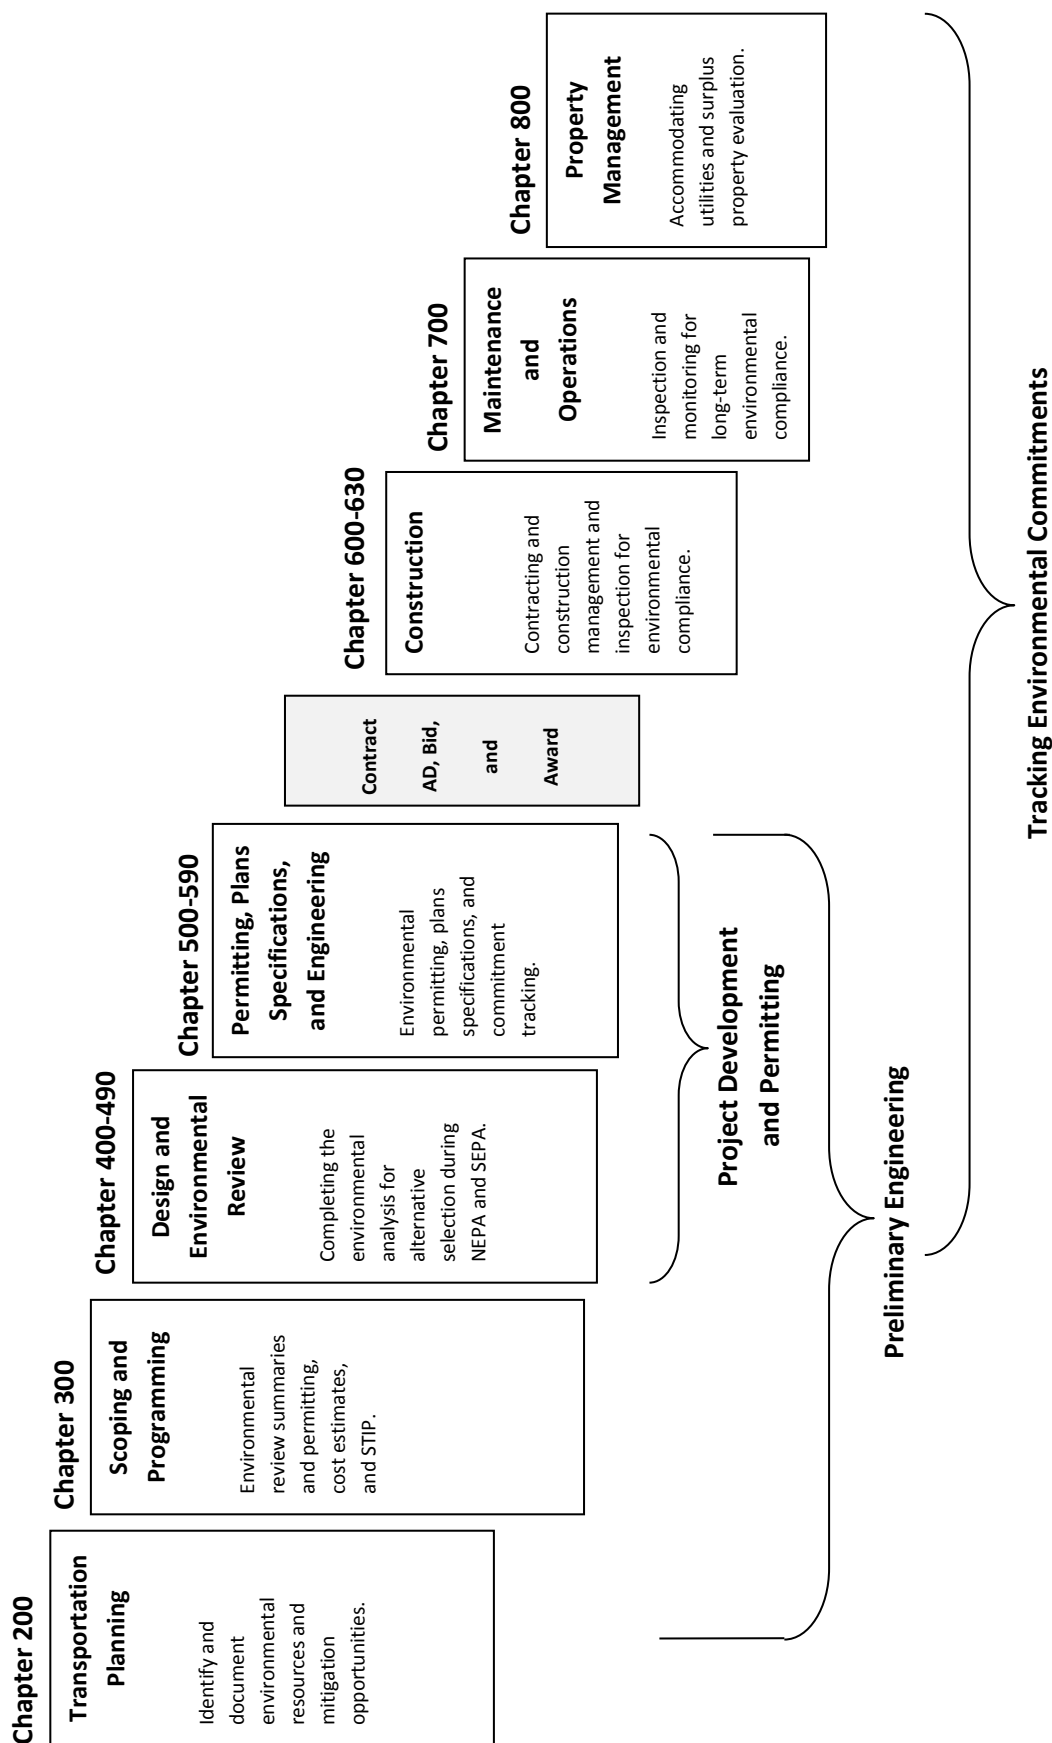 Chapter 200
Transportation
Planning
Identify and
document
environmental
resources and
mitigation
opportunities.
Chapter 300
Scoping and
Programming
Environmental
review summaries
and permitting,
cost estimates,
and STIP.
Chapter 400-490
Design and
Environmental
Review
Completing the
environmental
analysis for
alternative
selection during
NEPA and SEPA.
Chapter 500-590
Permitting, Plans
Specifications,
and Engineering
Environmental
permitting, plans
specifications, and
commitment
tracking.
Contract
AD, Bid,
and
Award
Chapter 600-630
Construction
Contracting and
construction
management and
inspection for
environmental
compliance.
Chapter 700
Maintenance
and
Operations
Inspection and
monitoring for
long-term
environmental
compliance.
Chapter 800
Property
Management
Accommodating
utilities and surplus
property evaluation.
Project Development
and Permitting
Preliminary Engineering
Tracking Environmental Commitments